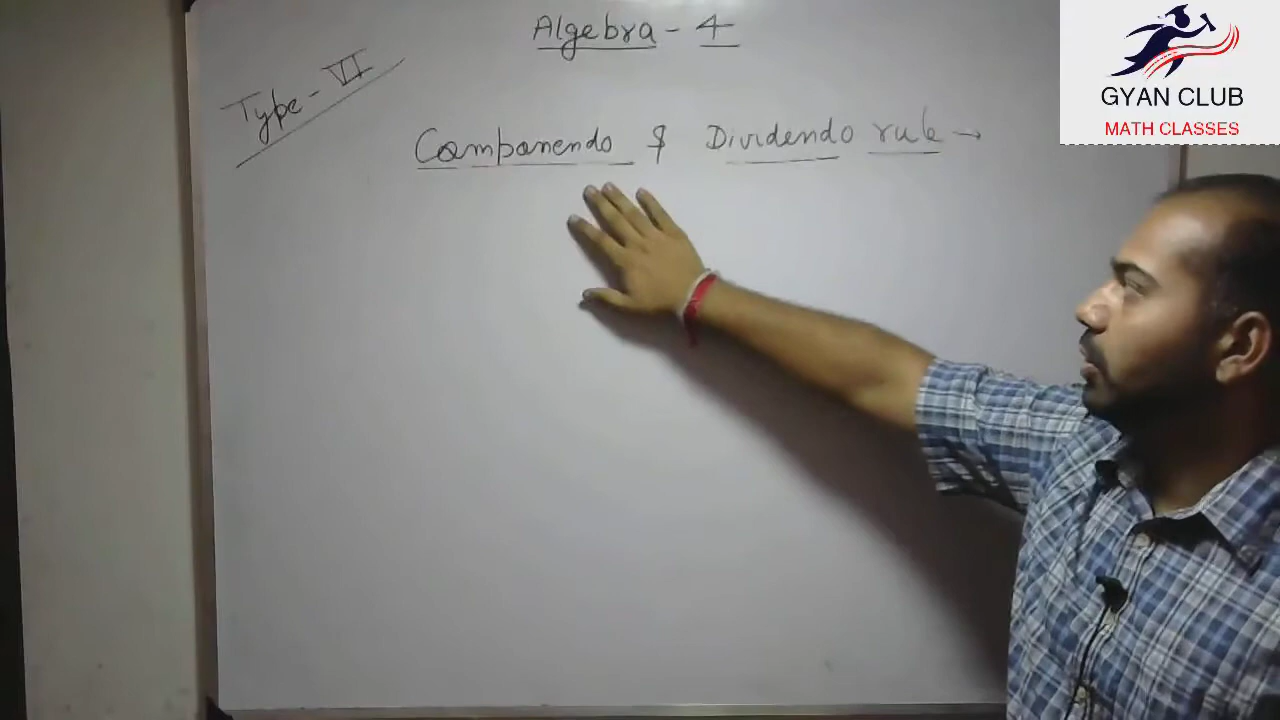 Algebra - 4
Type - VI
Componendo & Dividendo rule →
GYAN CLUB
MATH CLASSES